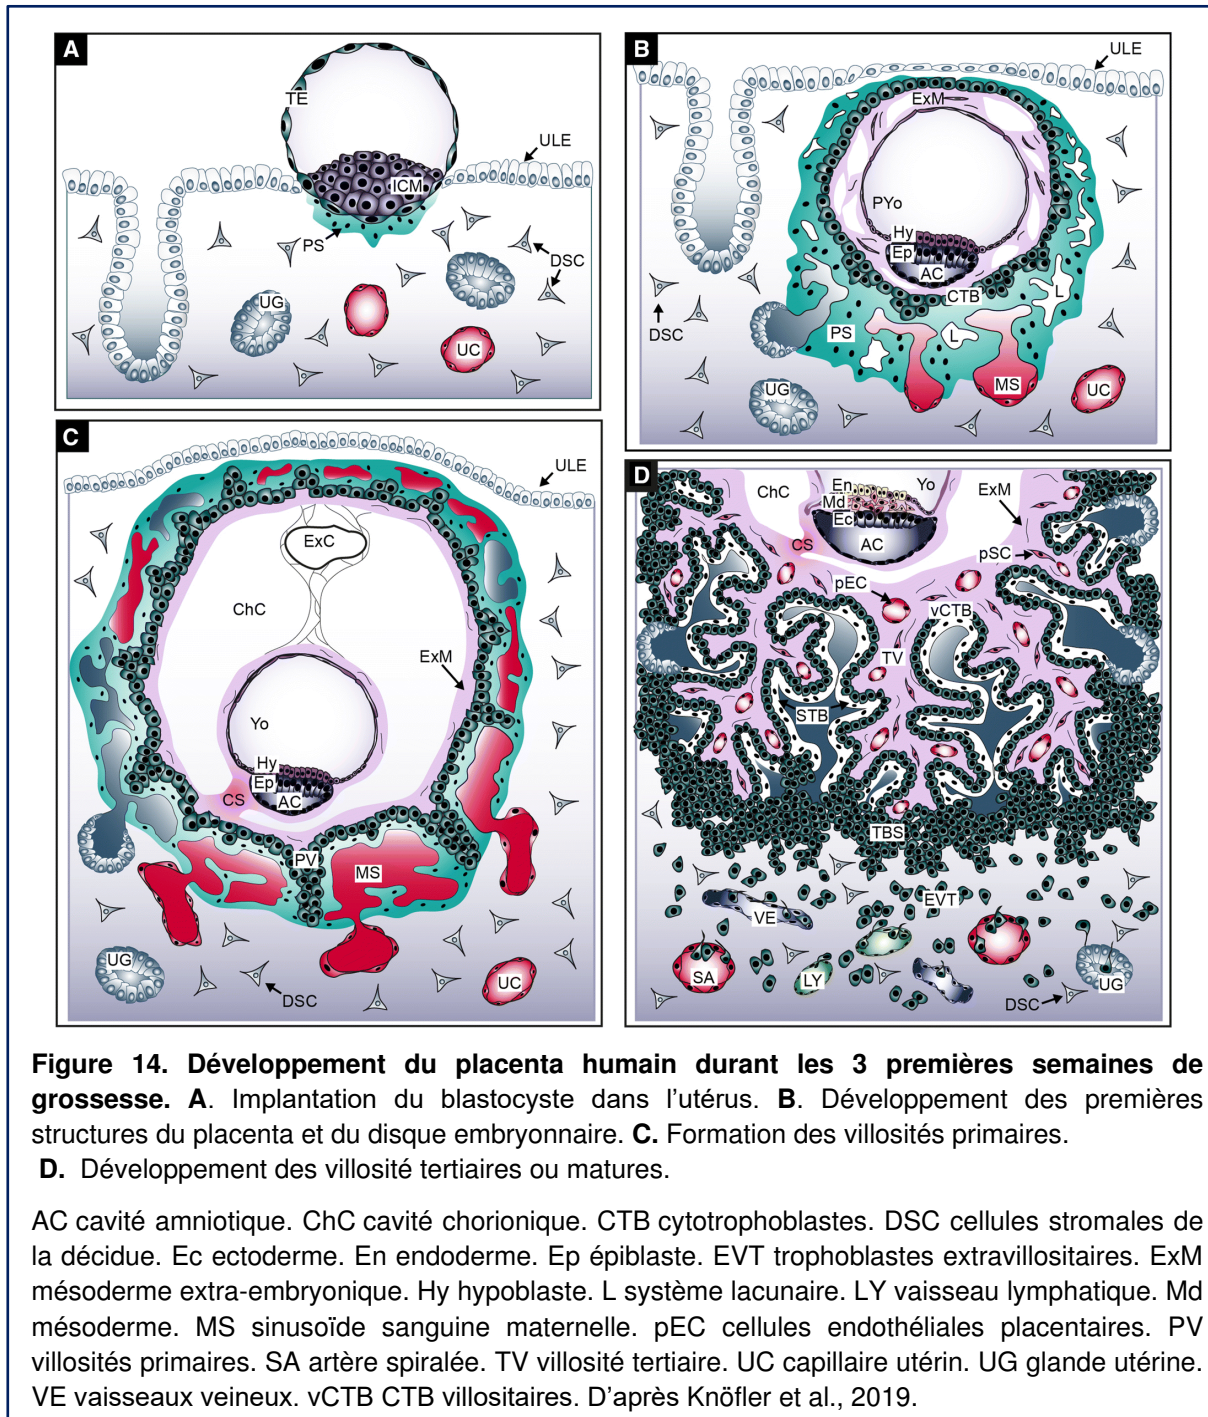 A
TE
ULE
ICM
PS
DSC
UG
UC
B
ULE
ExM
PYo
Hy
Ep
AC
CTB
L
L
DSC
PS
UG
MS
UC
C
ULE
ExC
ChC
ExM
Yo
Hy
Ep
AC
CS
PV
MS
UG
DSC
UC
D
ChC
En
Yo
ExM
Md
Ec
AC
CS
pSC
pEC
vCTB
TV
STB
TBS
EVT
VE
SA
LY
UG
DSC
Figure 14. Développement du placenta humain durant les 3 premières semaines de
grossesse. A. Implantation du blastocyste dans l'utérus. B. Développement des premières
structures du placenta et du disque embryonnaire. C. Formation des villosités primaires.
D. Développement des villosité tertiaires ou matures.
AC cavité amniotique. ChC cavité chorionique. CTB cytotrophoblastes. DSC cellules stromales de
la décidue. Ec ectoderme. En endoderme. Ep épiblaste. EVT trophoblastes extravillositaires. ExM
mésoderme extra-embryonique. Hy hypoblaste. L système lacunaire. LY vaisseau lymphatique. Md
mésoderme. MS sinusoïde sanguine maternelle. pEC cellules endothéliales placentaires. PV
villosités primaires. SA artère spiralée. TV villosité tertiaire. UC capillaire utérin. UG glande utérine.
VE vaisseaux veineux. vCTB CTB villositaires. D'après Knöfler et al., 2019.